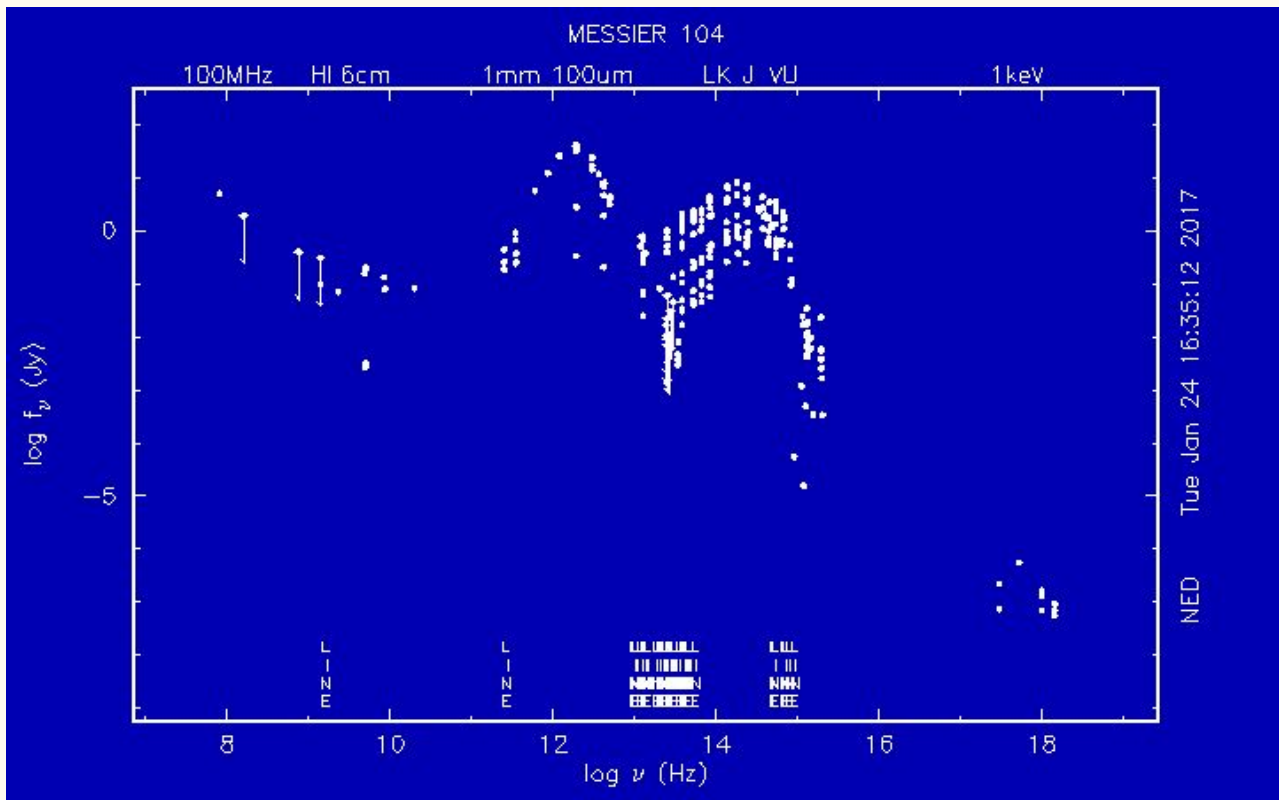 MESSIER 104
100MHz HI 6cm 1mm 100um LK J VU 1keV
0
-5
log fν (Jy)
L L L L
I I I I
N N N N
E E E E
8 10 12 14 16 18
log ν (Hz)
NED Tue Jan 24 16:35:12 2017